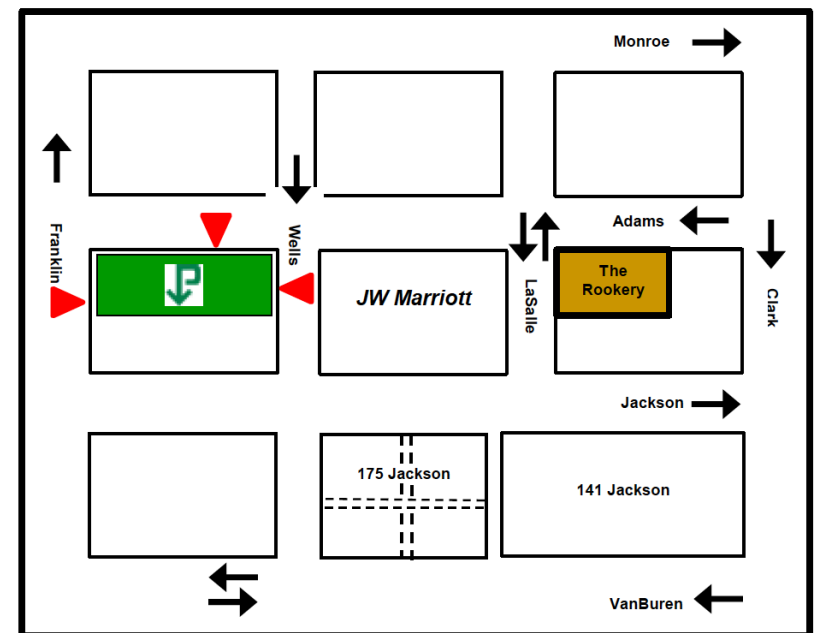 Monroe
Franklin
Wells
Adams
JW Marriott
LaSalle
The
Rookery
Clark
Jackson
175 Jackson
141 Jackson
VanBuren